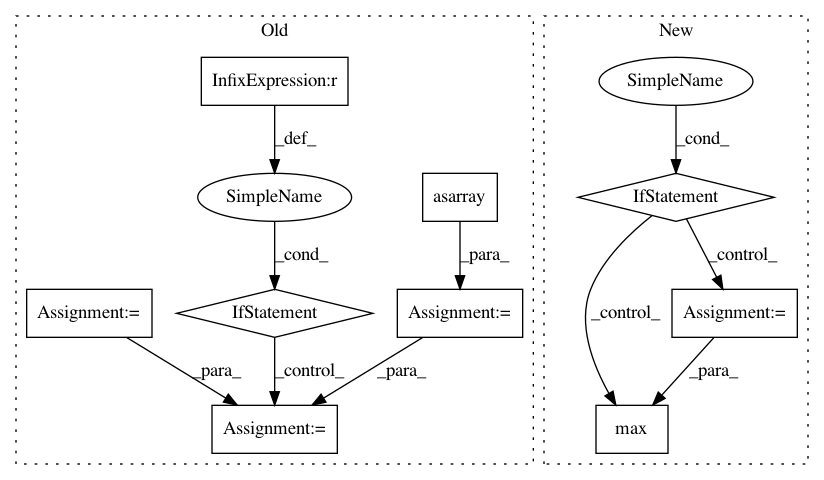 Old
New
InfixExpression:r
SimpleName
_def_
_cond_
SimpleName
asarray
IfStatement
_cond_
_para_
_control_
Assignment:=
IfStatement
Assignment:=
_control_
Assignment:=
_para_
_control_
_para_
_para_
Assignment:=
max